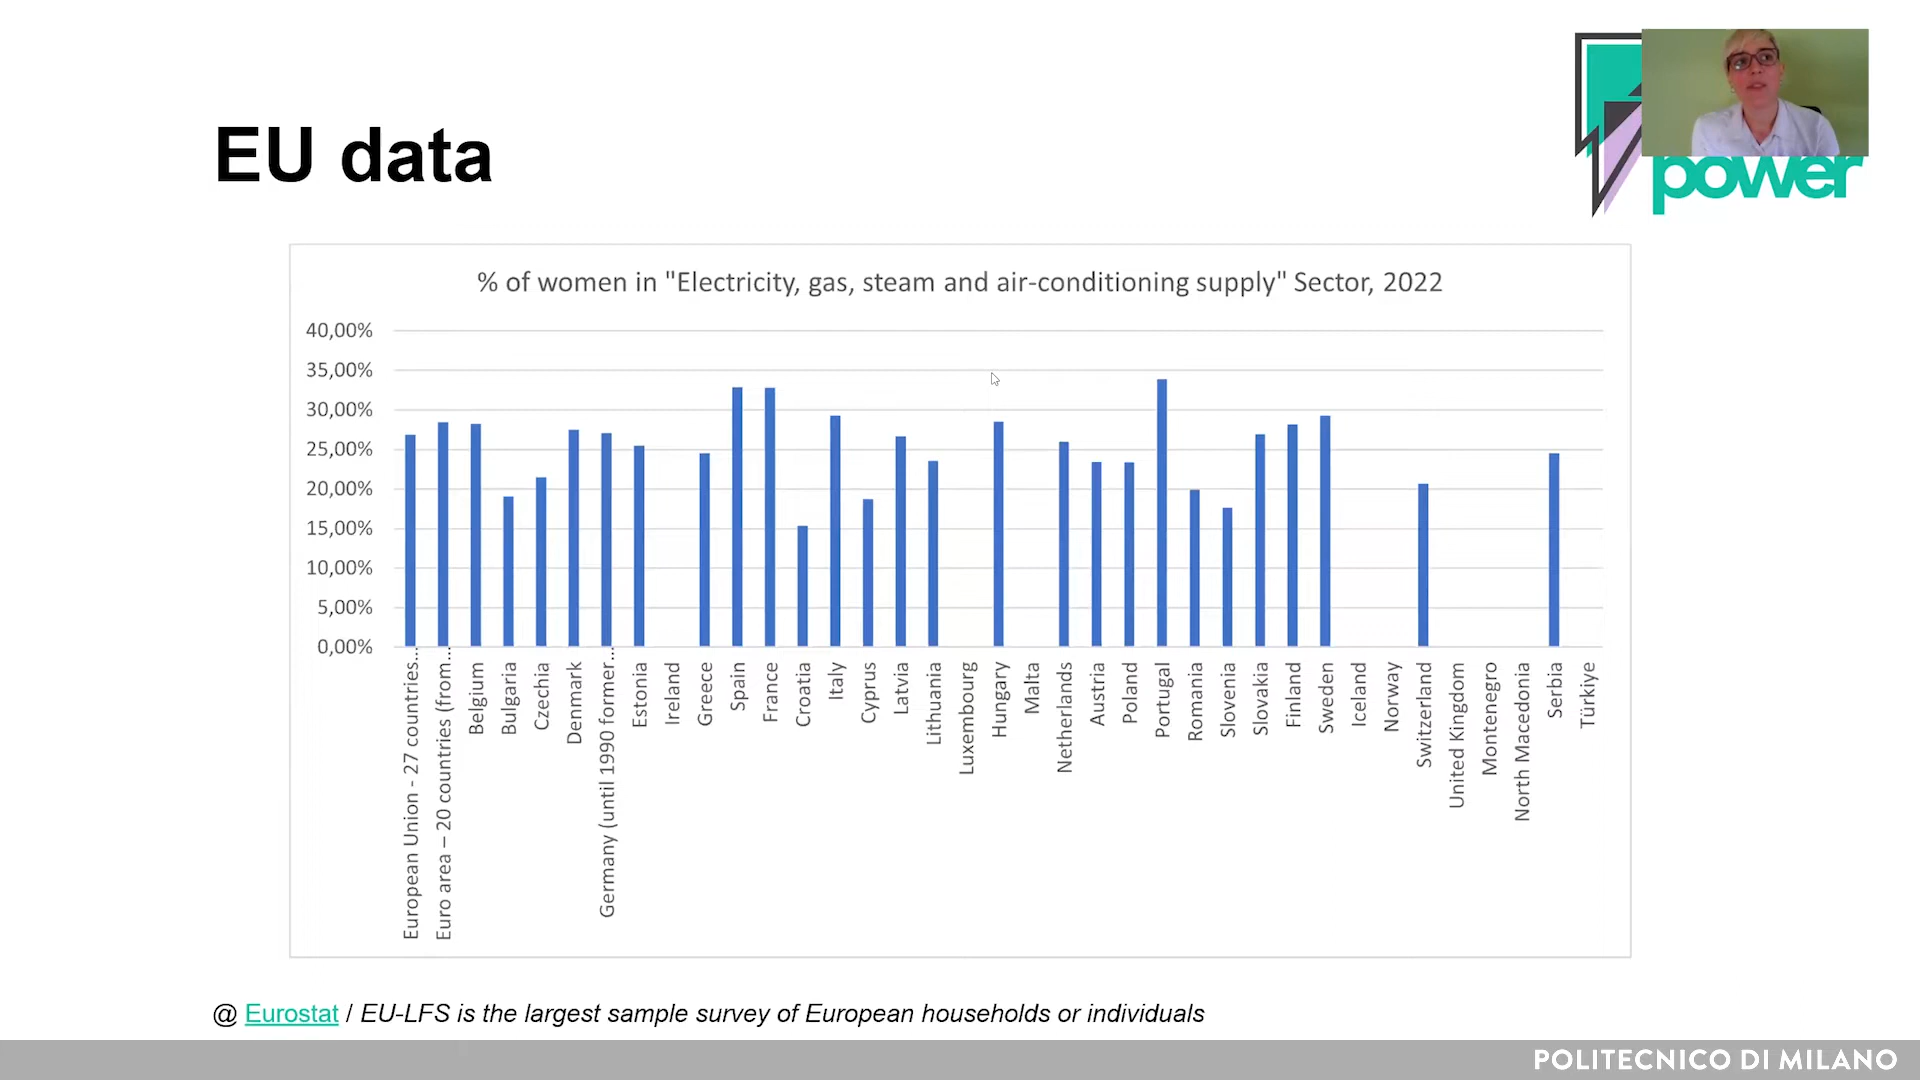 EU data
power
% of women in "Electricity, gas, steam and air-conditioning supply" Sector, 2022
40,00%
35,00%
30,00%
25,00%
20,00%
15,00%
10,00%
5,00%
0,00%
European Union - 27 countries...
Euro area – 20 countries (from...
Belgium
Bulgaria
Czechia
Denmark
Germany (until 1990 former...
Estonia
Ireland
Greece
Spain
France
Croatia
Italy
Cyprus
Latvia
Lithuania
Luxembourg
Hungary
Malta
Netherlands
Austria
Poland
Portugal
Romania
Slovenia
Slovakia
Finland
Sweden
Iceland
Norway
Switzerland
United Kingdom
Montenegro
North Macedonia
Serbia
Türkiye
@ Eurostat / EU-LFS is the largest sample survey of European households or individuals
POLITECNICO DI MILANO